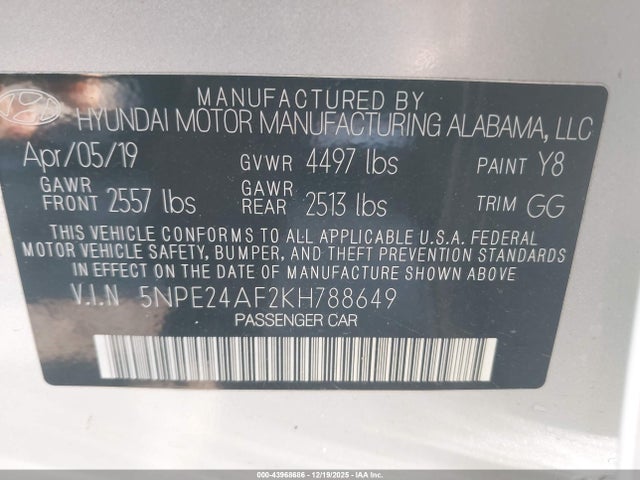 MANUFACTURED BY
HYUNDAI MOTOR MANUFACTURING ALABAMA, LLC
Apr/05/19 GVWR 4497 lbs PAINT Y8
GAWR FRONT 2557 lbs GAWR REAR 2513 lbs TRIM GG
THIS VEHICLE CONFORMS TO ALL APPLICABLE U.S.A. FEDERAL
MOTOR VEHICLE SAFETY, BUMPER, AND THEFT PREVENTION STANDARDS
IN EFFECT ON THE DATE OF MANUFACTURE SHOWN ABOVE
V.I.N 5NPE24AF2KH788649
PASSENGER CAR
000-43968686 - 12/19/2025 - IAAI.COM